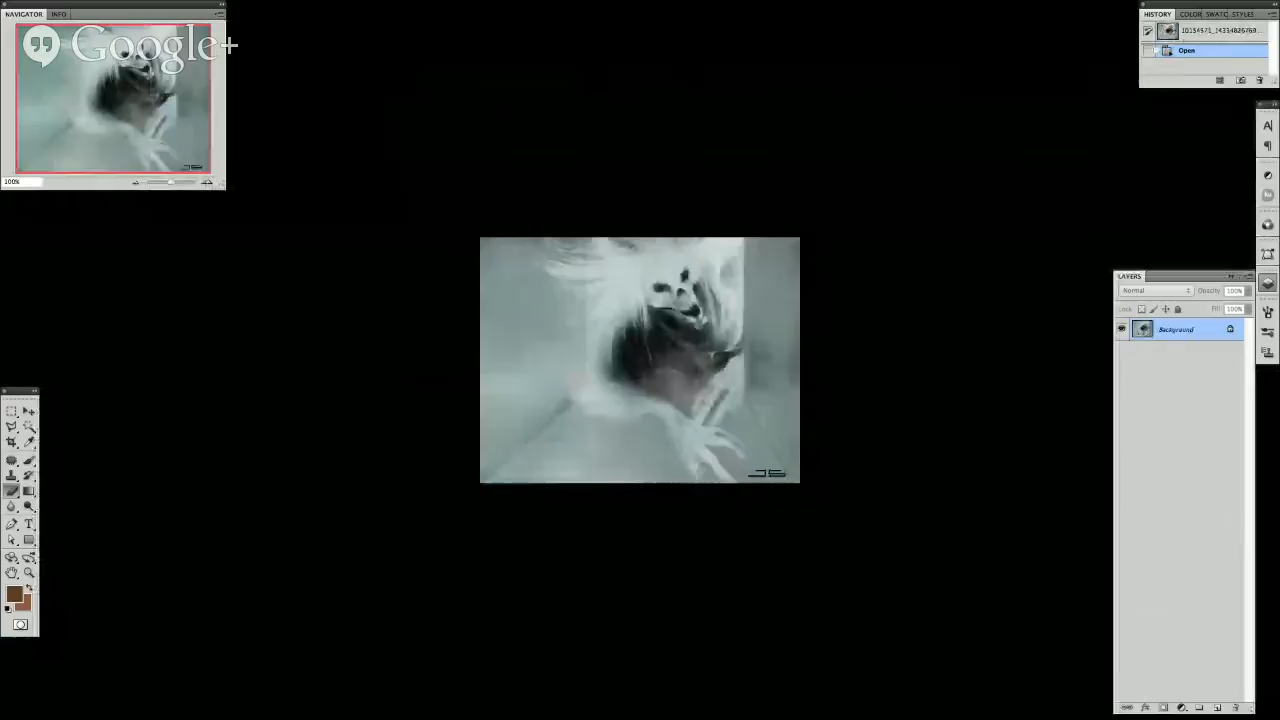 NAVIGATOR INFO
Google+
100%
HISTORY COLOR SWATC STYLES
Open
LAYERS
Normal Opacity: 100%
Lock: Fill: 100%
Background